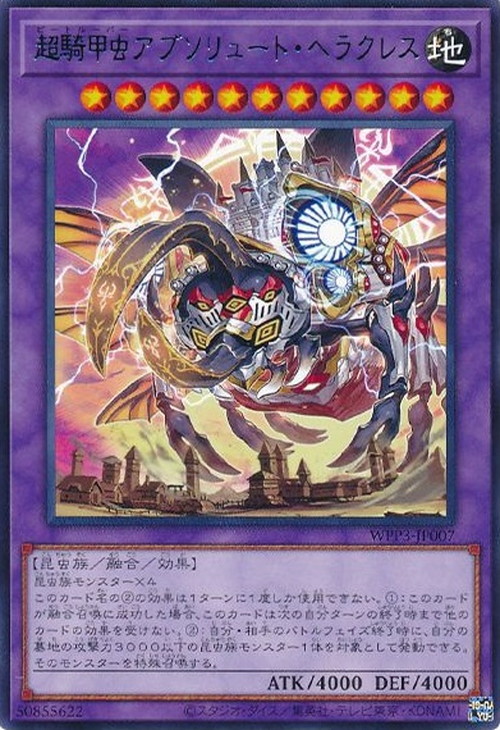 超騎甲虫アブソリュート・ヘラクレス
地
WPP3-JP007
【昆虫族／融合／効果】
昆虫族モンスター×4
このカード名の②の効果は1ターンに1度しか使用できない。①：このカード
が融合召喚に成功した場合、このカードは次の自分ターンの終了時まで他
のカードの効果を受けない。②：自分・相手のバトルフェイズ終了時に、自分の
墓地の攻撃力3000以下の昆虫族モンスター1体を対象として発動できる。
そのモンスターを特殊召喚する。
ATK/4000 DEF/4000
50855622 ©スタジオ・ダイス／集英社・テレビ東京・KONAMI